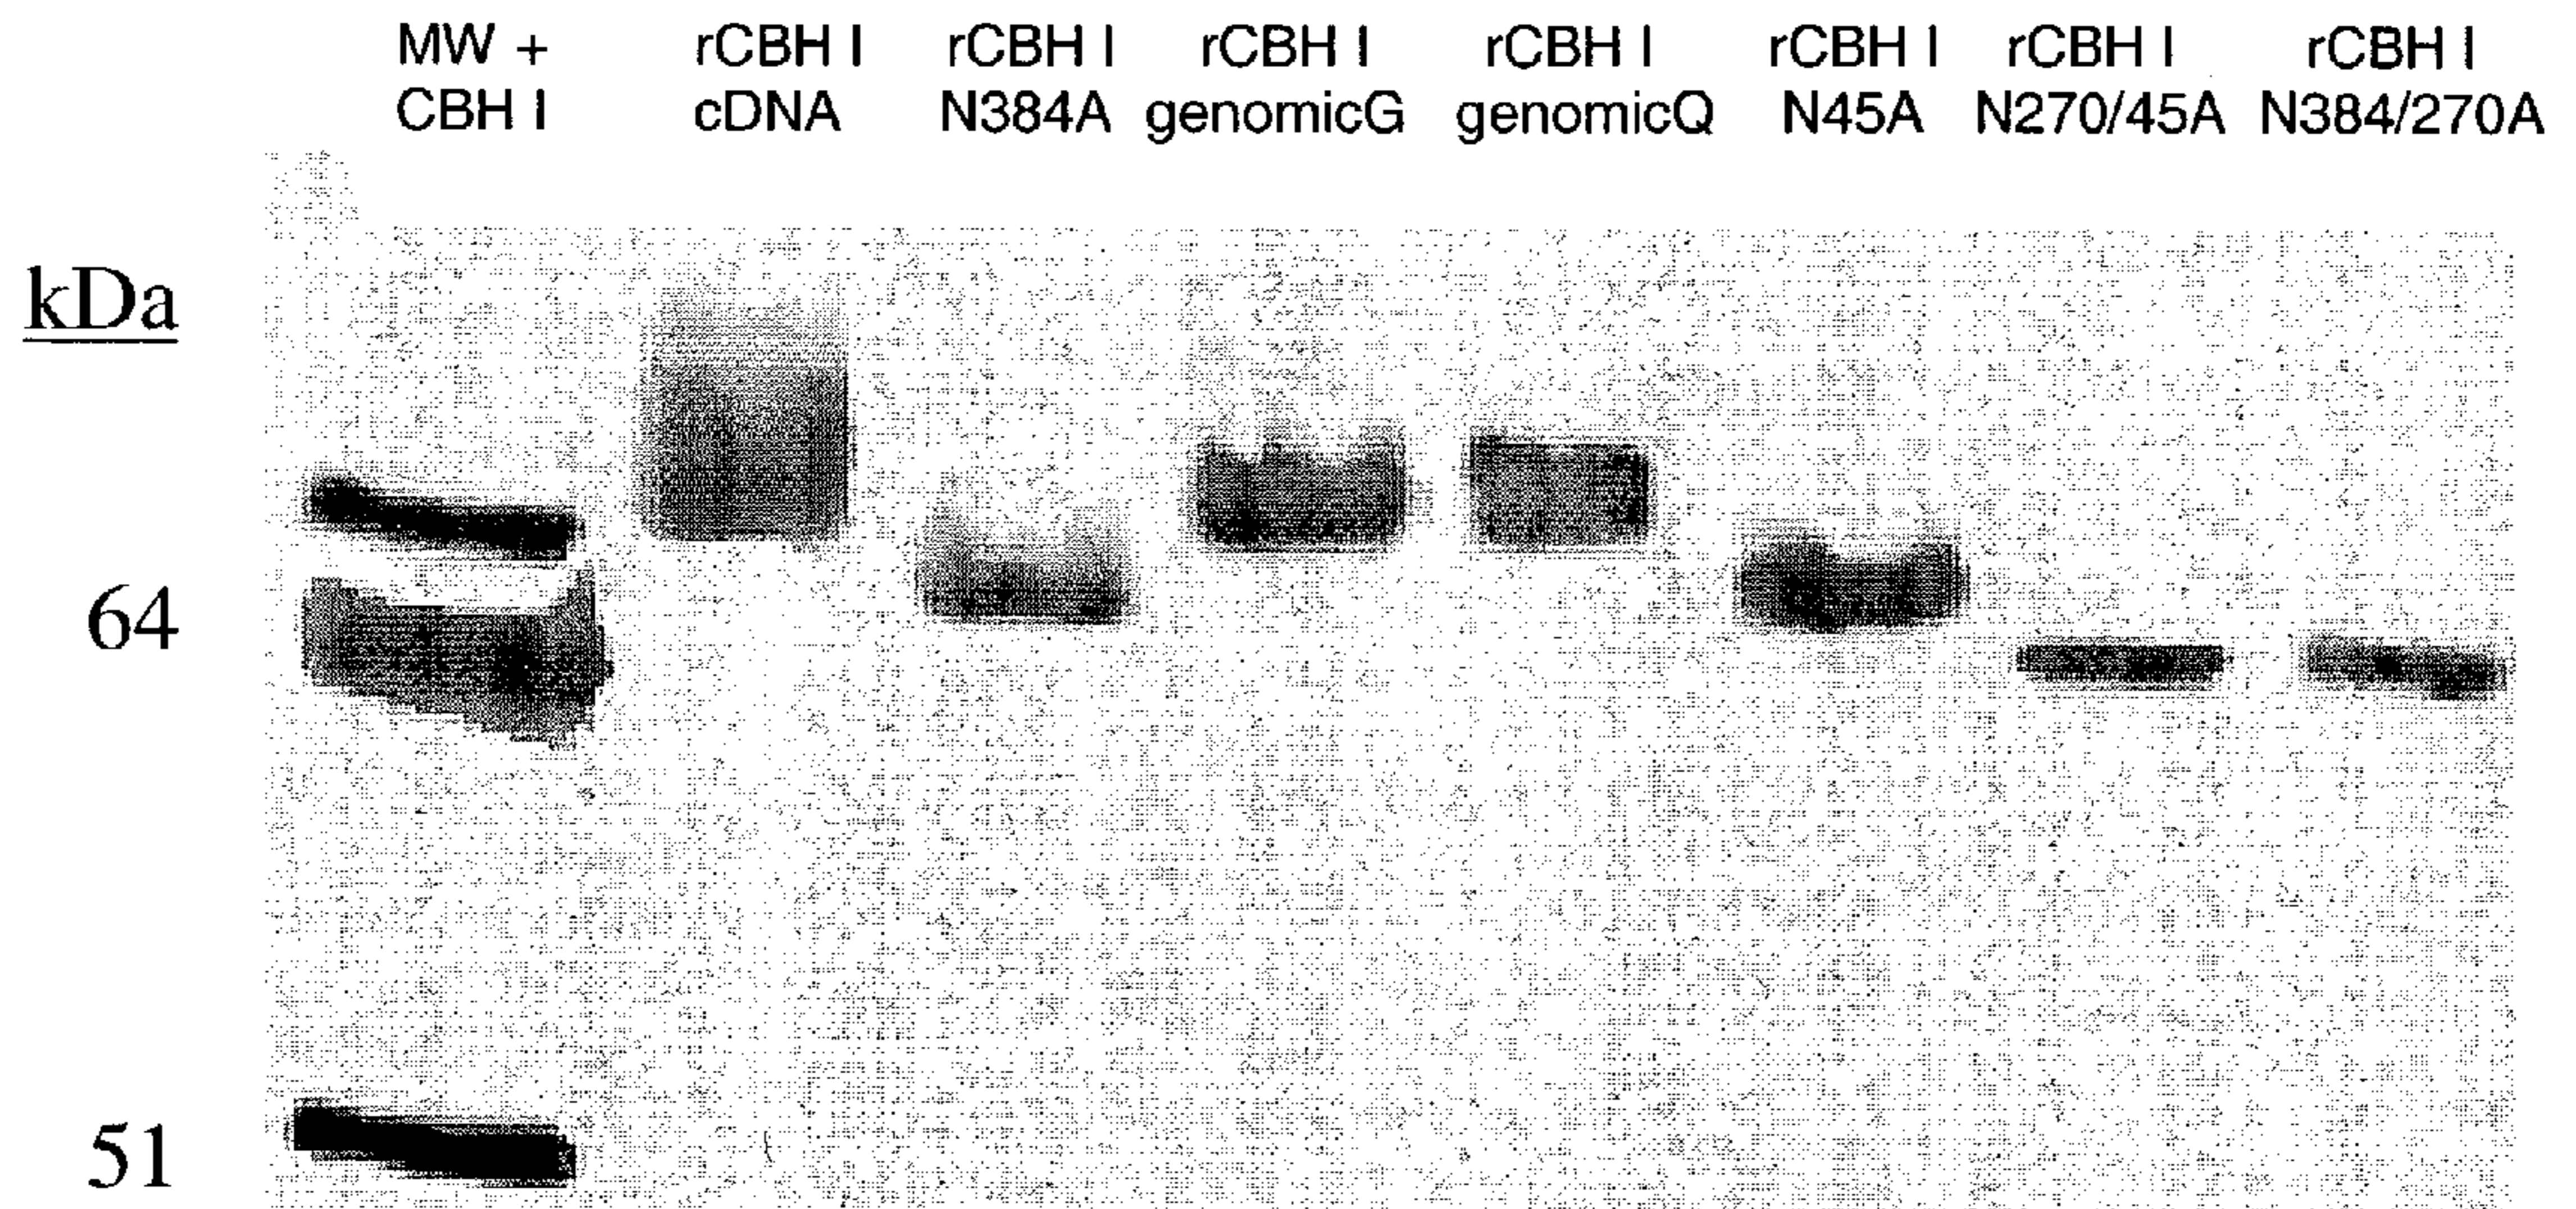 MW + rCBH I rCBH I rCBH I rCBH I rCBH I rCBH I rCBH I
CBH I cDNA N384A genomicG genomicQ N45A N270/45A N384/270A
kDa
64
51